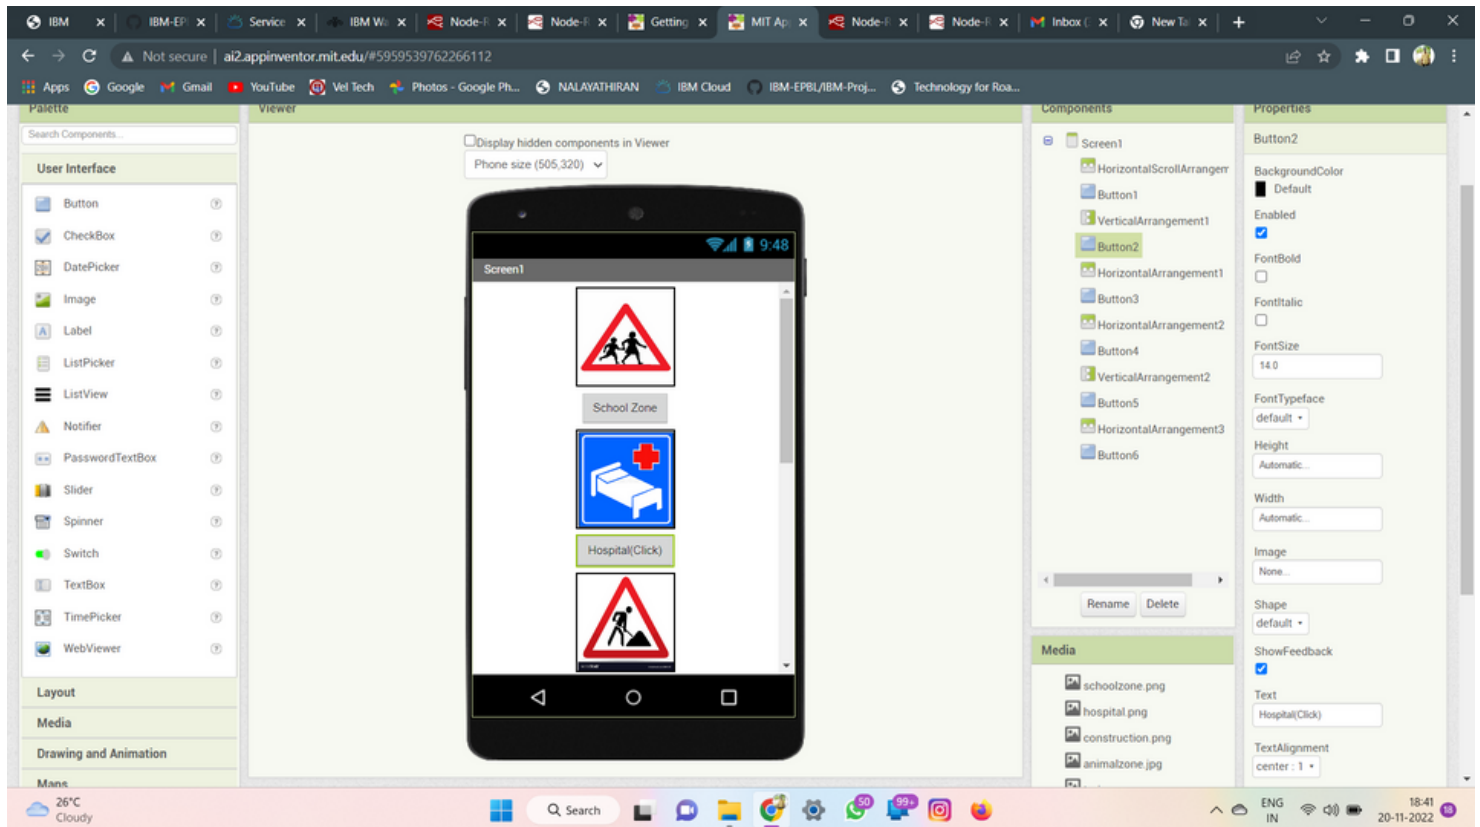 IBM
IBM-EP
Service
IBM Wa
Node-R
Node-R
Getting
MIT Ap
Node-R
Node-R
Inbox (
New Ta
Not secure | ai2.appinventor.mit.edu/#5959539762266112
Apps
Google
Gmail
YouTube
Vel Tech
Photos - Google Ph...
NALAYATHIRAN
IBM Cloud
IBM-EPBL/IBM-Proj...
Technology for Roa...
Palette
Search Components...
User Interface
Button
CheckBox
DatePicker
Image
Label
ListPicker
ListView
Notifier
PasswordTextBox
Slider
Spinner
Switch
TextBox
TimePicker
WebViewer
Layout
Media
Drawing and Animation
Maps
Viewer
Display hidden components in Viewer
Phone size (505,320)
9:48
Screen1
School Zone
Hospital(Click)
Components
Screen1
HorizontalScrollArrangem
Button1
VerticalArrangement1
Button2
HorizontalArrangement1
Button3
HorizontalArrangement2
Button4
VerticalArrangement2
Button5
HorizontalArrangement3
Button6
Rename
Delete
Media
schoolzone.png
hospital.png
construction.png
animalzone.jpg
Properties
Button2
BackgroundColor
Default
Enabled
FontBold
FontItalic
FontSize
14.0
FontTypeface
default
Height
Automatic...
Width
Automatic...
Image
None...
Shape
default
ShowFeedback
Text
Hospital(Click)
TextAlignment
center : 1
26°C
Cloudy
Search
50
99+
ENG
IN
18:41
20-11-2022
18